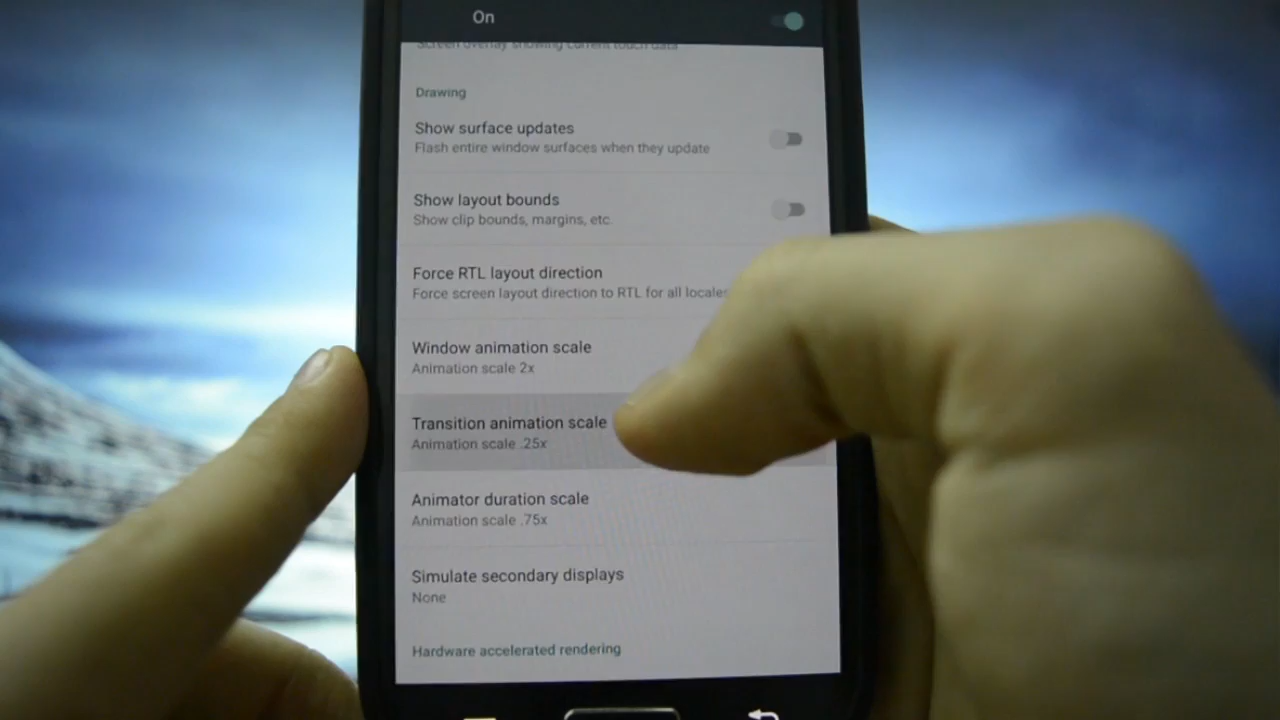 On
Screen overlay showing current touch data
Drawing
Show surface updates
Flash entire window surfaces when they update
Show layout bounds
Show clip bounds, margins, etc.
Force RTL layout direction
Force screen layout direction to RTL for all locales
Window animation scale
Animation scale 2x
Transition animation scale
Animation scale .25x
Animator duration scale
Animation scale .75x
Simulate secondary displays
None
Hardware accelerated rendering